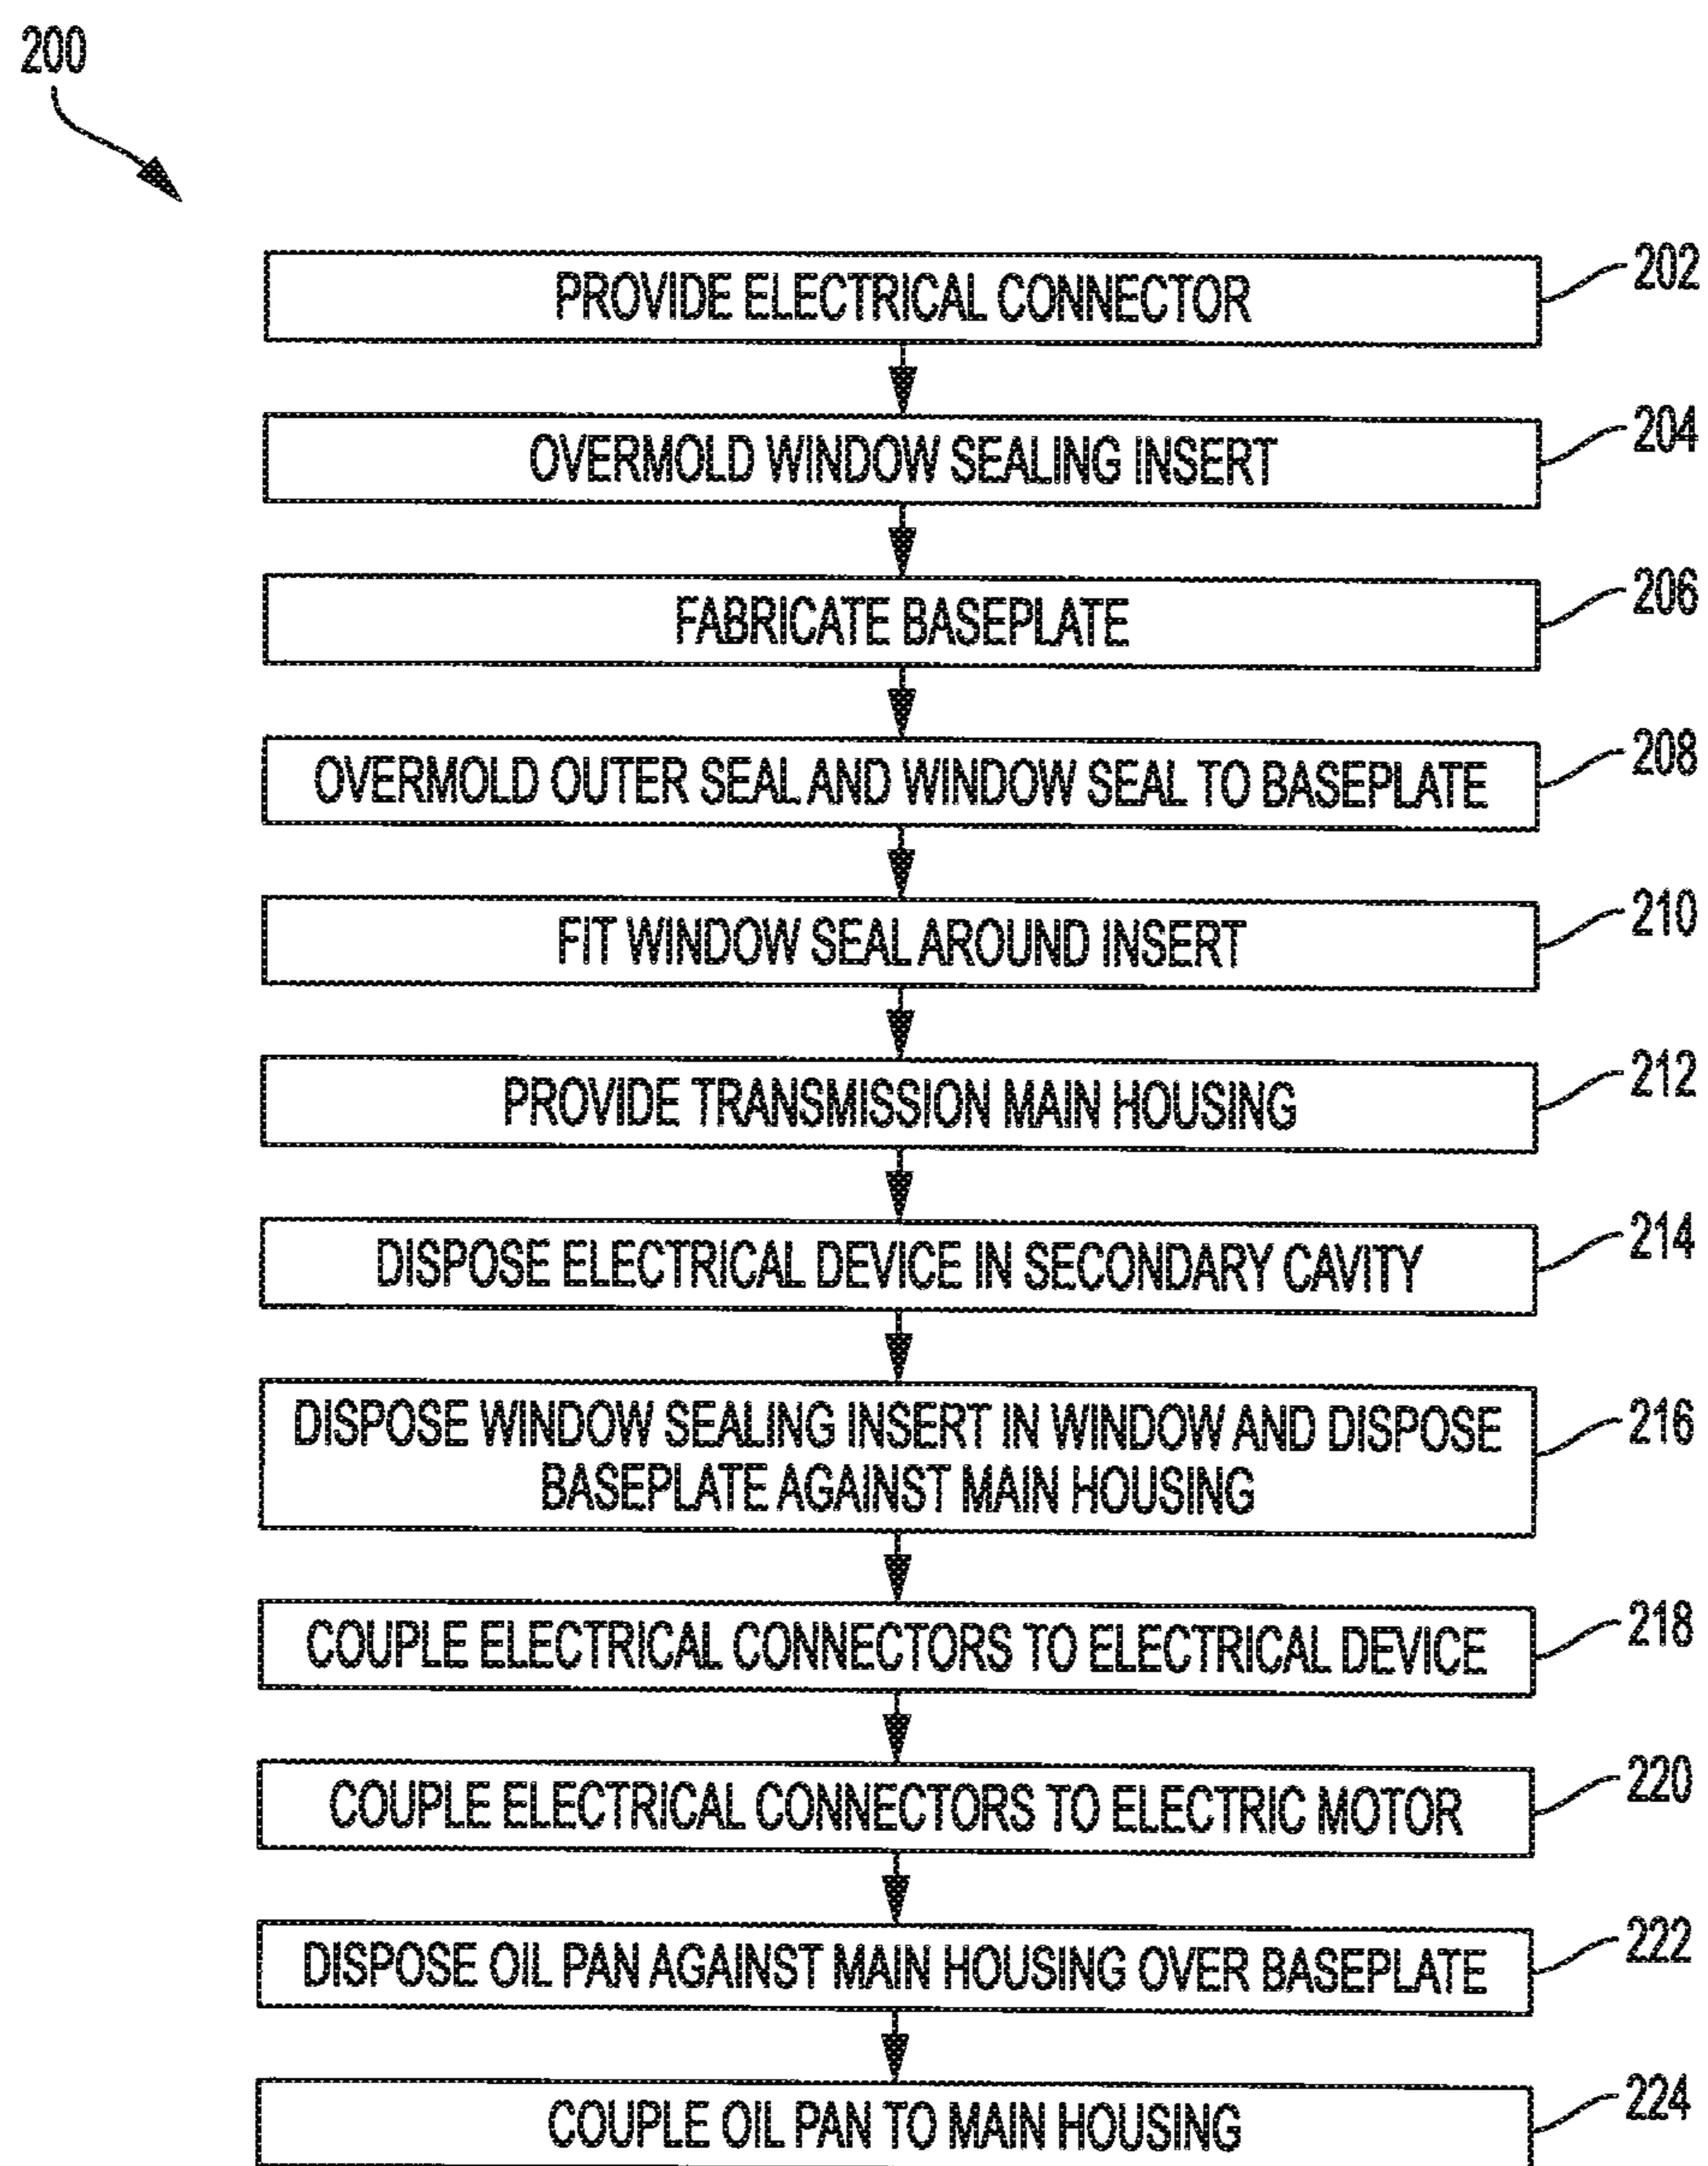 200
PROVIDE ELECTRICAL CONNECTOR 202
OVERMOLD WINDOW SEALING INSERT 204
FABRICATE BASEPLATE 206
OVERMOLD OUTER SEAL AND WINDOW SEAL TO BASEPLATE 208
FIT WINDOW SEAL AROUND INSERT 210
PROVIDE TRANSMISSION MAIN HOUSING 212
DISPOSE ELECTRICAL DEVICE IN SECONDARY CAVITY 214
DISPOSE WINDOW SEALING INSERT IN WINDOW AND DISPOSE 216
BASEPLATE AGAINST MAIN HOUSING
COUPLE ELECTRICAL CONNECTORS TO ELECTRICAL DEVICE 218
COUPLE ELECTRICAL CONNECTORS TO ELECTRIC MOTOR 220
DISPOSE OIL PAN AGAINST MAIN HOUSING OVER BASEPLATE 222
COUPLE OIL PAN TO MAIN HOUSING 224